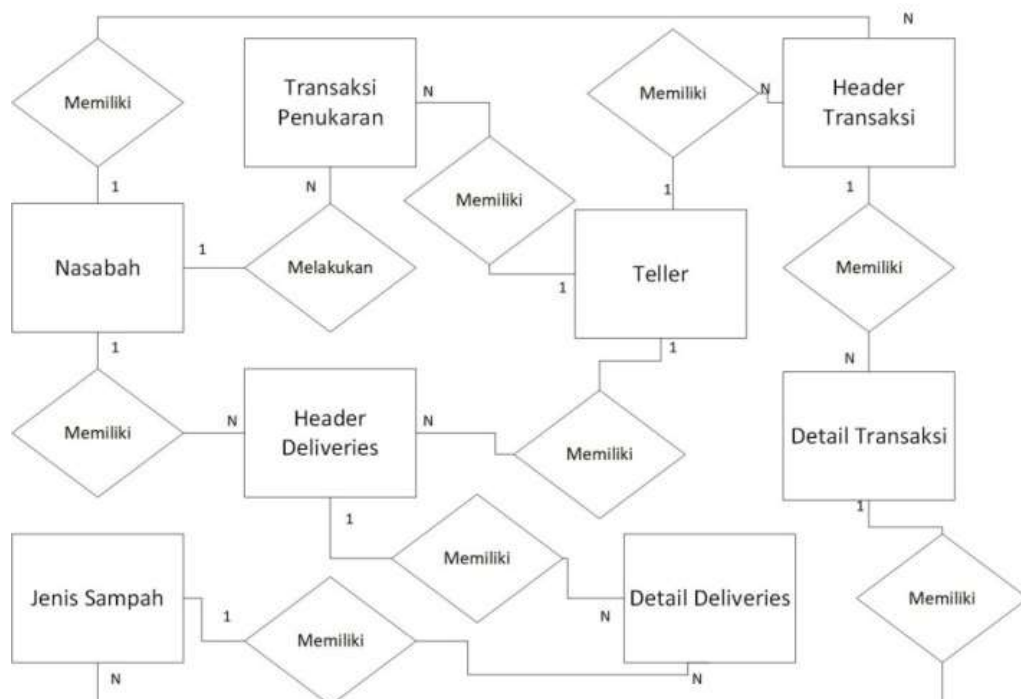 N
Memiliki
Transaksi
Penukaran
N
Memiliki
N
Header
Transaksi
1
N
Memiliki
1
1
Nasabah
1
Melakukan
Teller
Memiliki
1
1
1
N
Memiliki
N
Header
Deliveries
N
Memiliki
Detail Transaksi
1
1
Memiliki
Jenis Sampah
1
Memiliki
N
Detail Deliveries
Memiliki
N
N